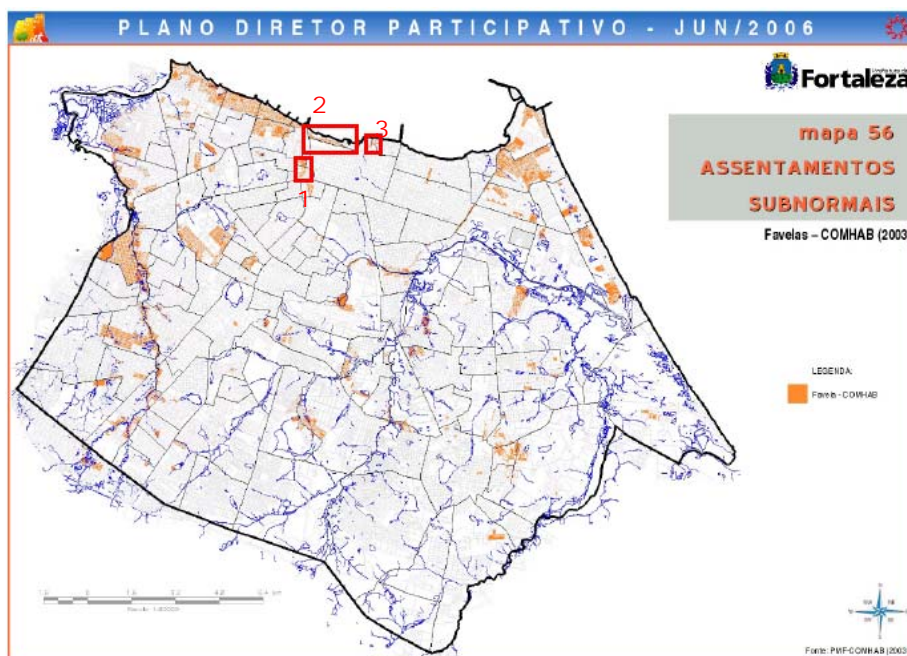 PLANO DIRETOR PARTICIPATIVO - JUN/2006
Fortaleza
mapa 56
ASSENTAMENTOS
SUBNORMAIS
Favelas – COMHAB (2003
2
3
1
LEGENDA:
Favela - COMHAB
Fonte: PMF-COMHAB (2003